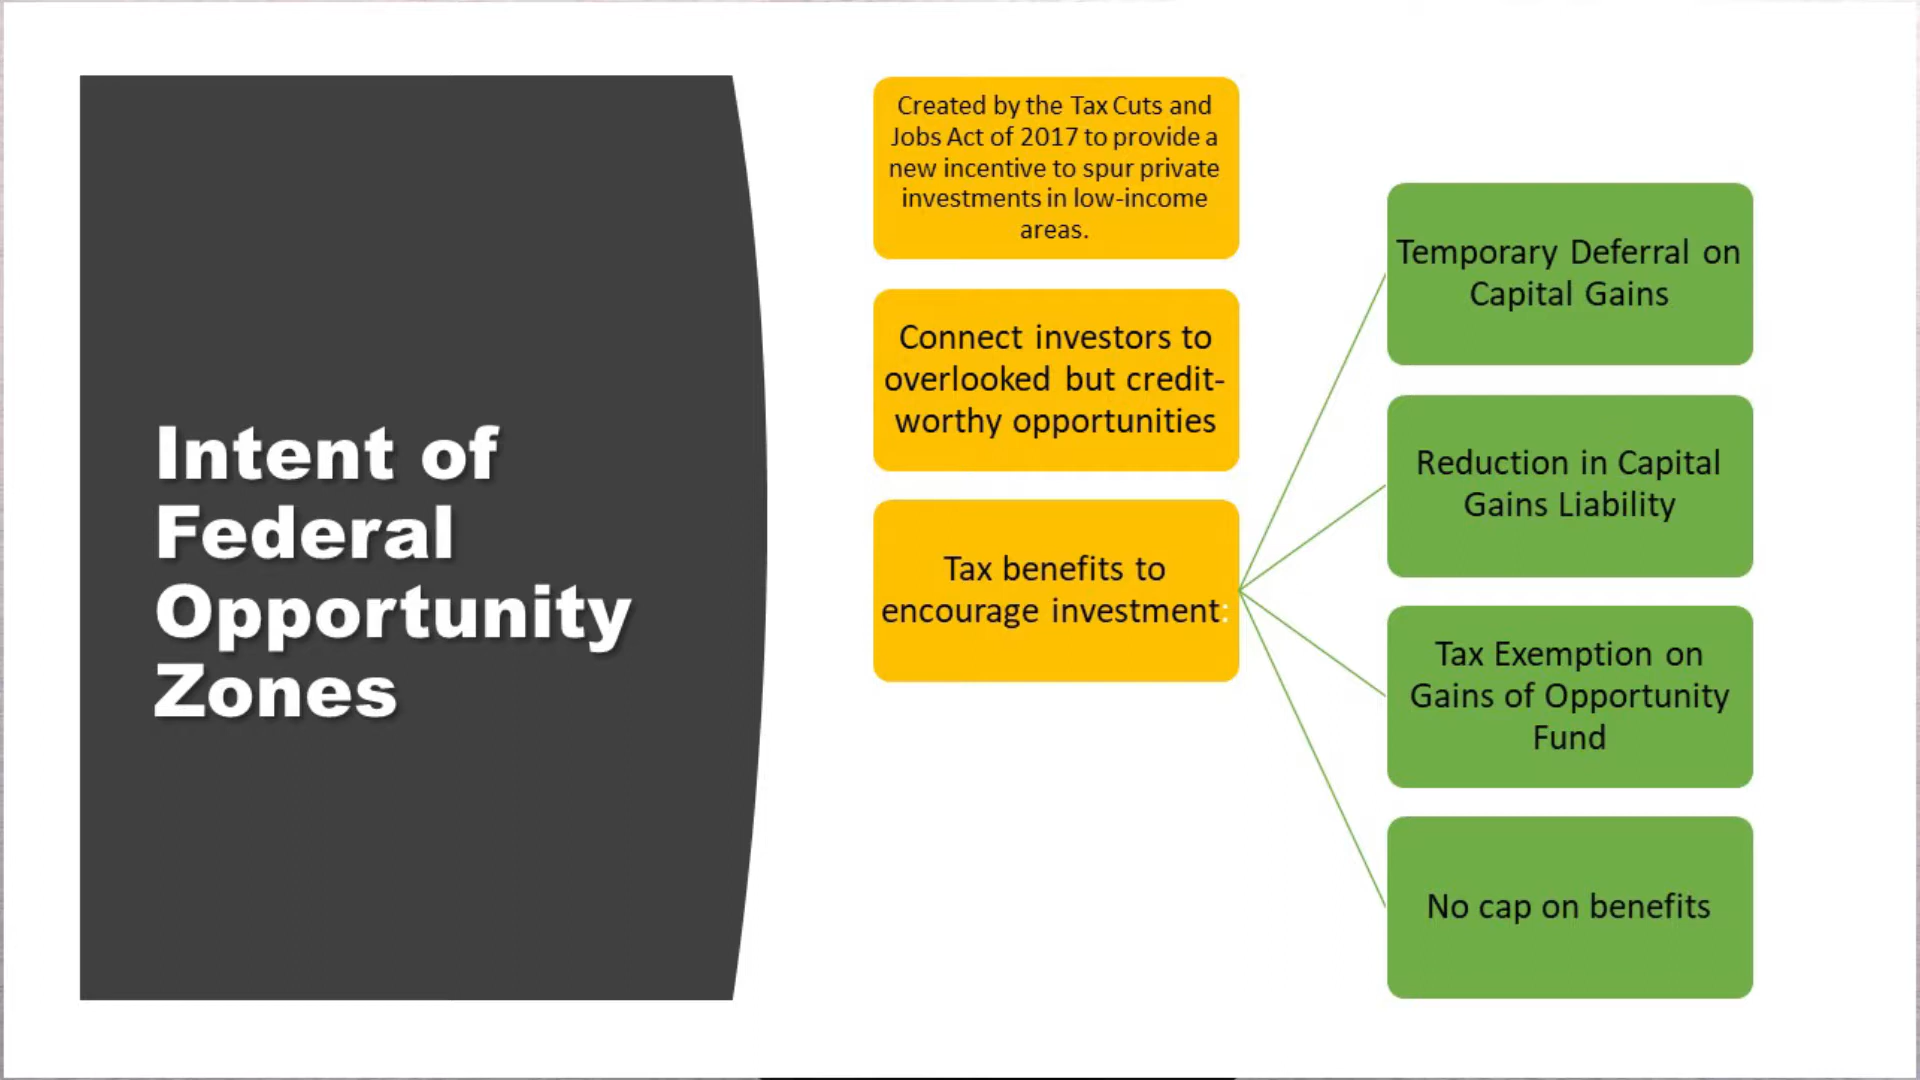 Intent of
Federal
Opportunity
Zones
Created by the Tax Cuts and
Jobs Act of 2017 to provide a
new incentive to spur private
investments in low-income
areas.
Connect investors to
overlooked but credit-
worthy opportunities
Tax benefits to
encourage investment:
Temporary Deferral on
Capital Gains
Reduction in Capital
Gains Liability
Tax Exemption on
Gains of Opportunity
Fund
No cap on benefits